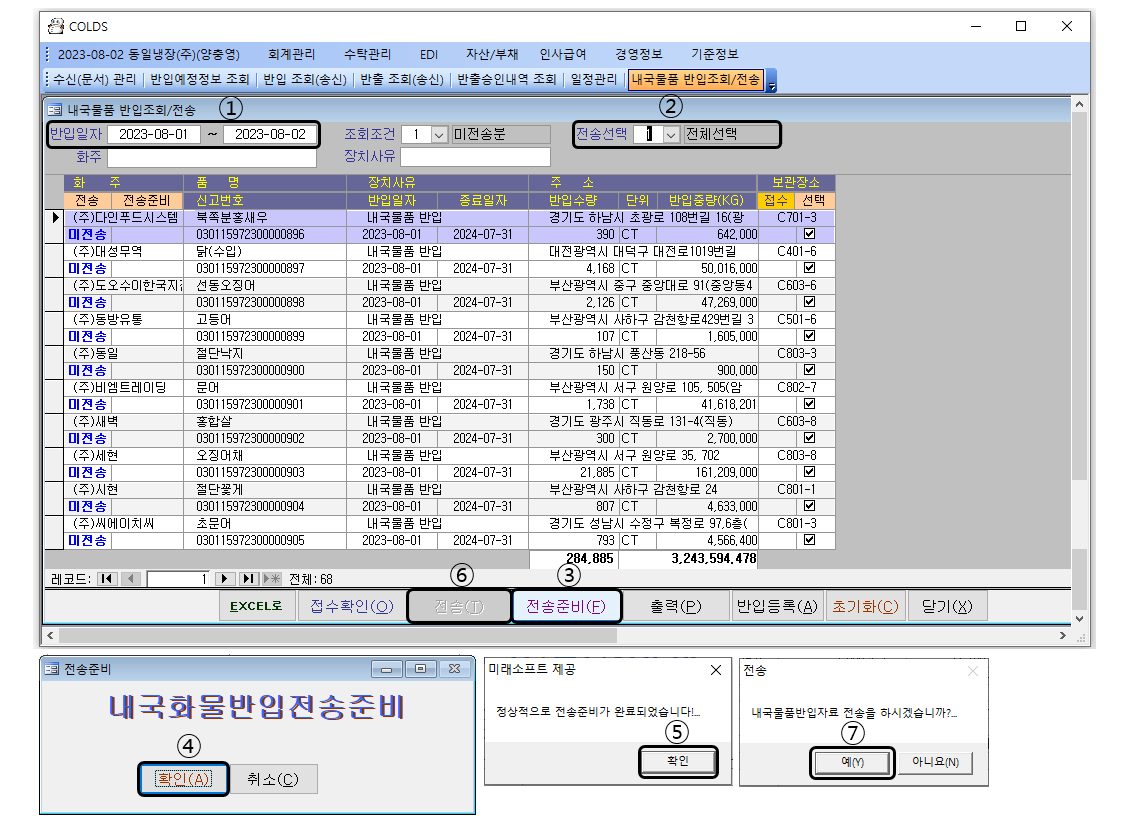 COLDS
2023-08-02 동일냉장(주)(양충영) 회계관리 수탁관리 EDI 자산/부채 인사급여 경영정보 기준정보
수신(문서) 관리 반입예정정보 조회 반입 조회(송신) 반출 조회(송신) 반출승인내역 조회 일정관리 내국물품 반입조회/전송
내국물품 반입조회/전송 ① ②
반입일자 2023-08-01 ~ 2023-08-02 조회조건 1 미전송분 전송선택 1 전체선택
화주 장치사유
화 주 품 명 장치사유 주 소 보관장소
전송 전송준비 신고번호 반입일자 종료일자 반입수량 단위 반입중량(KG) 접수 선택
(주)다인푸드시스템 북쪽분홍새우 내국물품 반입 경기도 하남시 초광로 108번길 16(광 C701-3
미전송 030115972300000896 2023-08-01 2024-07-31 390 CT 642,000
(주)대성무역 닭(수입) 내국물품 반입 대전광역시 대덕구 대전로1019번길 C401-6
미전송 030115972300000897 2023-08-01 2024-07-31 4,168 CT 50,016,000
(주)도오수미한국지 선동오징어 내국물품 반입 부산광역시 중구 중앙대로 91(중앙동4 C603-6
미전송 030115972300000898 2023-08-01 2024-07-31 2,126 CT 47,269,000
(주)동방유통 고등어 내국물품 반입 부산광역시 사하구 감천항로429번길 3 C501-6
미전송 030115972300000899 2023-08-01 2024-07-31 107 CT 1,605,000
(주)동일 절단낙지 내국물품 반입 경기도 하남시 풍산동 218-56 C803-3
미전송 030115972300000900 2023-08-01 2024-07-31 150 CT 900,000
(주)비엠트레이딩 문어 내국물품 반입 부산광역시 서구 원양로 105, 505(암 C802-7
미전송 030115972300000901 2023-08-01 2024-07-31 1,738 CT 41,618,201
(주)새벽 홍합살 내국물품 반입 경기도 광주시 직동로 131-4(직동) C603-8
미전송 030115972300000902 2023-08-01 2024-07-31 300 CT 2,700,000
(주)세현 오징어채 내국물품 반입 부산광역시 서구 원양로 35, 702 C803-8
미전송 030115972300000903 2023-08-01 2024-07-31 21,885 CT 161,209,000
(주)시현 절단꽃게 내국물품 반입 부산광역시 사하구 감천항로 24 C801-1
미전송 030115972300000904 2023-08-01 2024-07-31 807 CT 4,633,000
(주)씨에이치씨 초문어 내국물품 반입 경기도 성남시 수정구 복정로 97,6층( C801-3
미전송 030115972300000905 2023-08-01 2024-07-31 793 CT 4,566,400
284,885 3,243,594,478
레코드: 1 전체:68 ⑥ ③
EXCEL로 접수확인(O) 전송(T) 전송준비(F) 출력(P) 반입등록(A) 초기화(C) 닫기(X)
전송준비
내국화물반입전송준비
④
확인(A) 취소(C)
미래소프트 제공
정상적으로 전송준비가 완료되었습니다!...
⑤
확인
전송
내국물품반입자료 전송을 하시겠습니까?...
⑦
예(Y) 아니요(N)